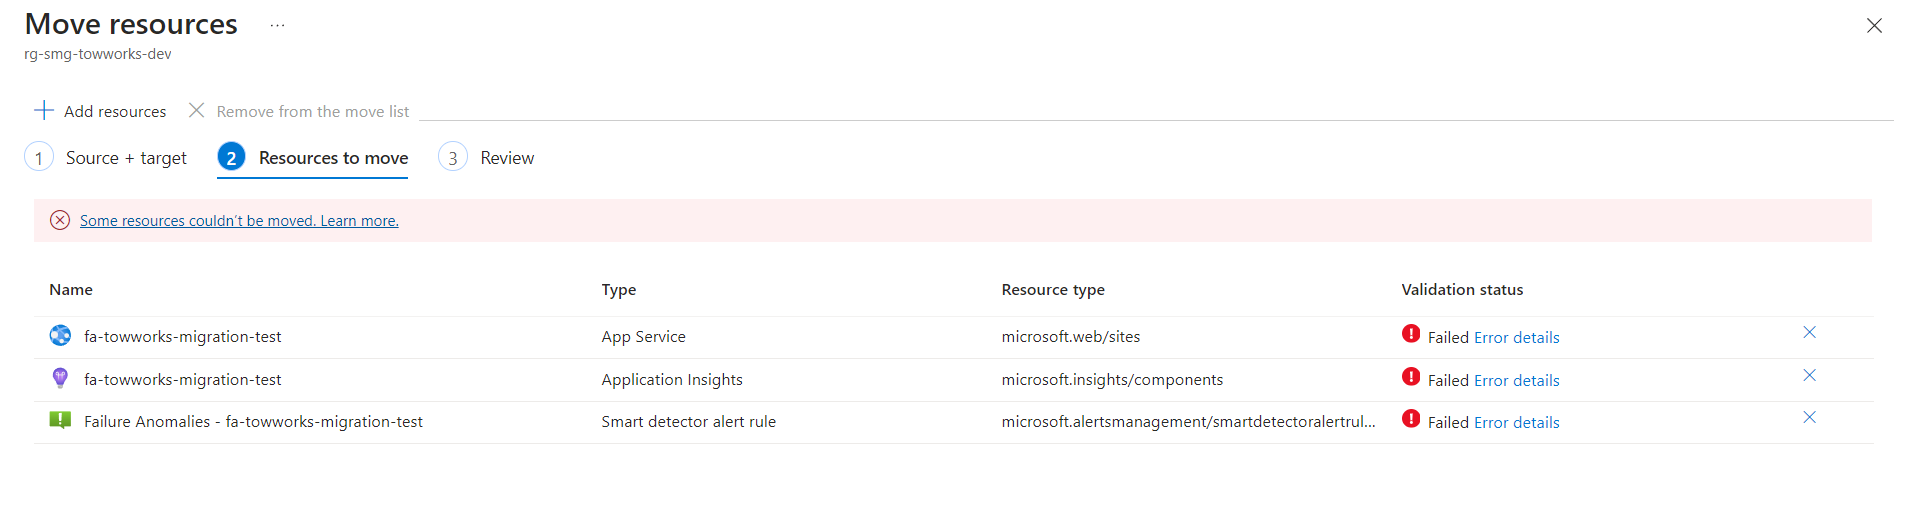 Move resources ...
rg-smg-towworks-dev
Add resources Remove from the move list
1 Source + target 2 Resources to move 3 Review
Some resources couldn't be moved. Learn more.
Name Type Resource type Validation status
fa-towworks-migration-test App Service microsoft.web/sites Failed Error details
fa-towworks-migration-test Application Insights microsoft.insights/components Failed Error details
Failure Anomalies - fa-towworks-migration-test Smart detector alert rule microsoft.alertsmanagement/smartdetectoralertrul... Failed Error details